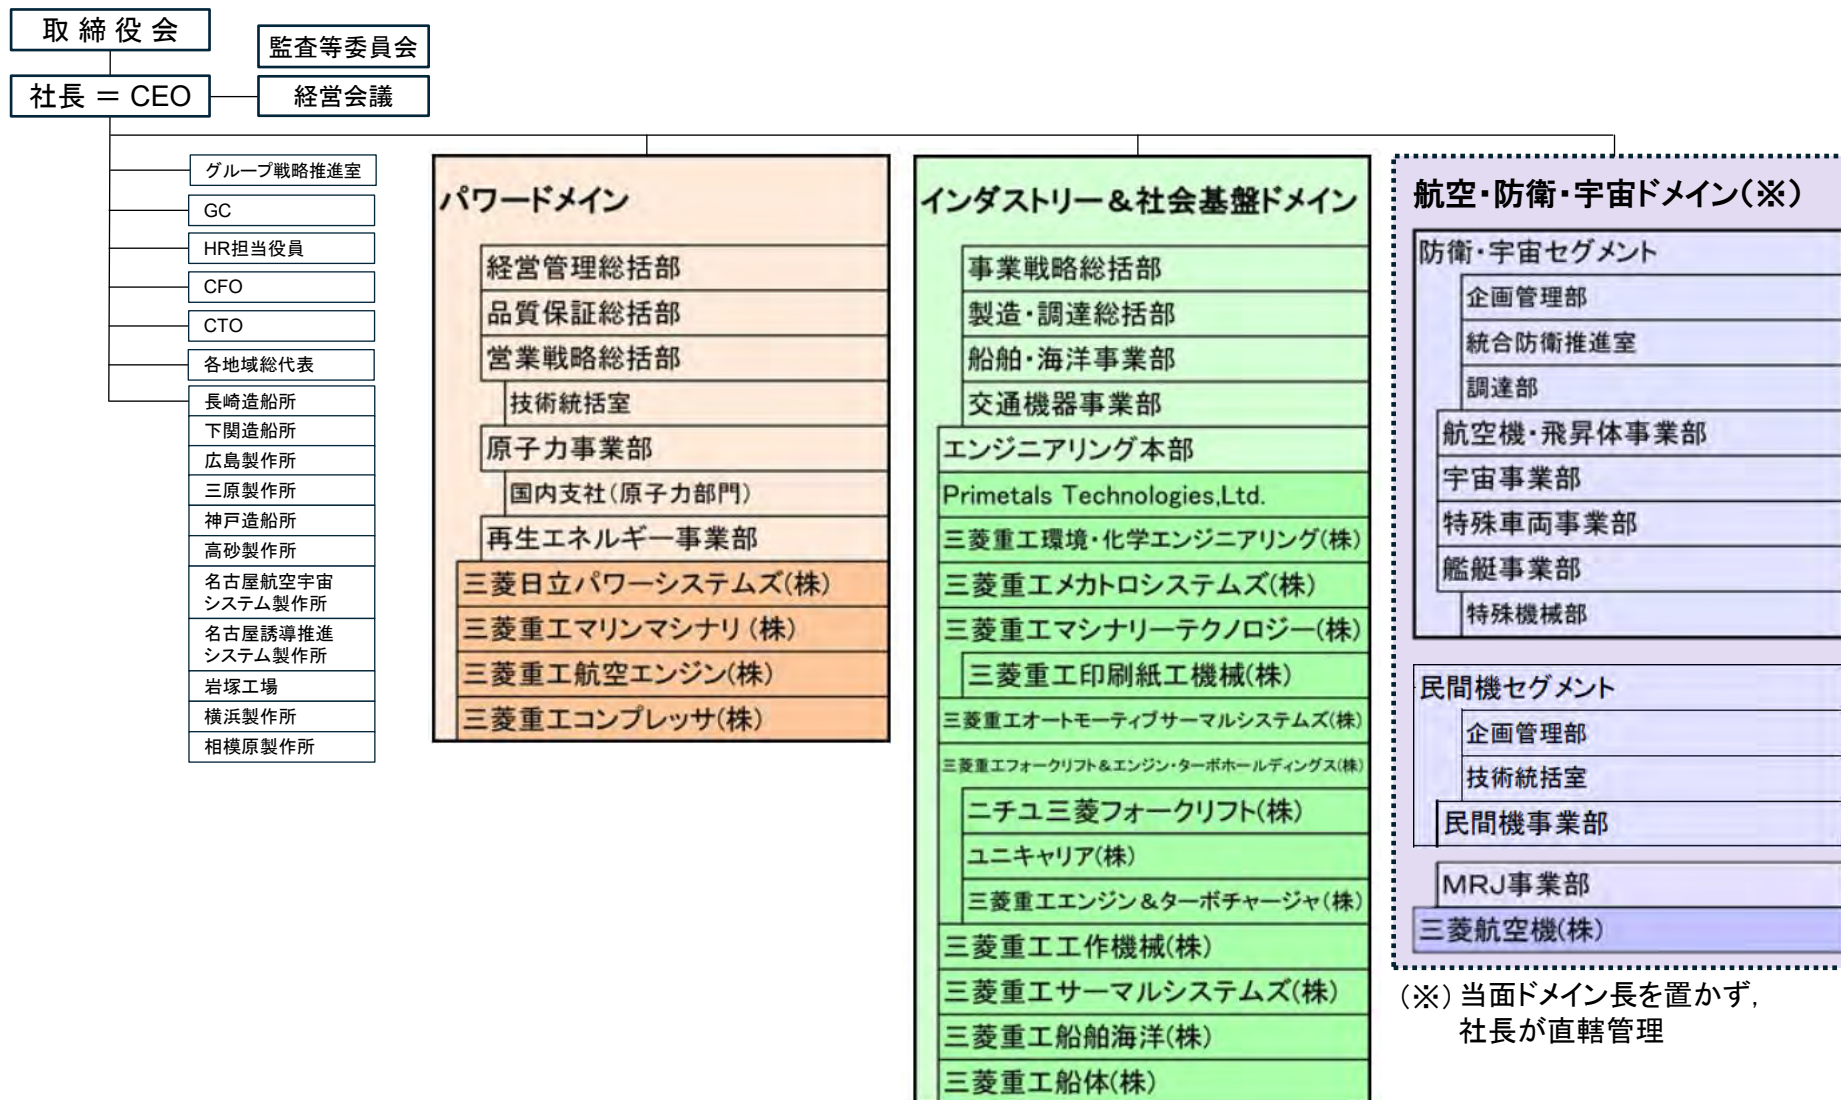 取締役会
監査等委員会
社長 ＝ CEO
経営会議
グループ戦略推進室
GC
HR担当役員
CFO
CTO
各地域総代表
長崎造船所
下関造船所
広島製作所
三原製作所
神戸造船所
高砂製作所
名古屋航空宇宙
システム製作所
名古屋誘導推進
システム製作所
岩塚工場
横浜製作所
相模原製作所
パワードメイン
経営管理総括部
品質保証総括部
営業戦略総括部
技術統括室
原子力事業部
国内支社(原子力部門)
再生エネルギー事業部
三菱日立パワーシステムズ(株)
三菱重工マリンマシナリ(株)
三菱重工航空エンジン(株)
三菱重工コンプレッサ(株)
インダストリー＆社会基盤ドメイン
事業戦略総括部
製造・調達総括部
船舶・海洋事業部
交通機器事業部
エンジニアリング本部
Primetals Technologies,Ltd.
三菱重工環境・化学エンジニアリング(株)
三菱重工メカトロシステムズ(株)
三菱重工マシナリーテクノロジー(株)
三菱重工印刷紙工機械(株)
三菱重工オートモーティブサーマルシステムズ(株)
三菱重工フォークリフト＆エンジン・ターボホールディングス(株)
ニチユ三菱フォークリフト(株)
ユニキャリア(株)
三菱重工エンジン＆ターボチャージャ(株)
三菱重工工作機械(株)
三菱重工サーマルシステムズ(株)
三菱重工船舶海洋(株)
三菱重工船体(株)
航空・防衛・宇宙ドメイン(※)
防衛・宇宙セグメント
企画管理部
統合防衛推進室
調達部
航空機・飛昇体事業部
宇宙事業部
特殊車両事業部
艦艇事業部
特殊機械部
民間機セグメント
企画管理部
技術統括室
民間機事業部
MRJ事業部
三菱航空機(株)
(※) 当面ドメイン長を置かず，
社長が直轄管理